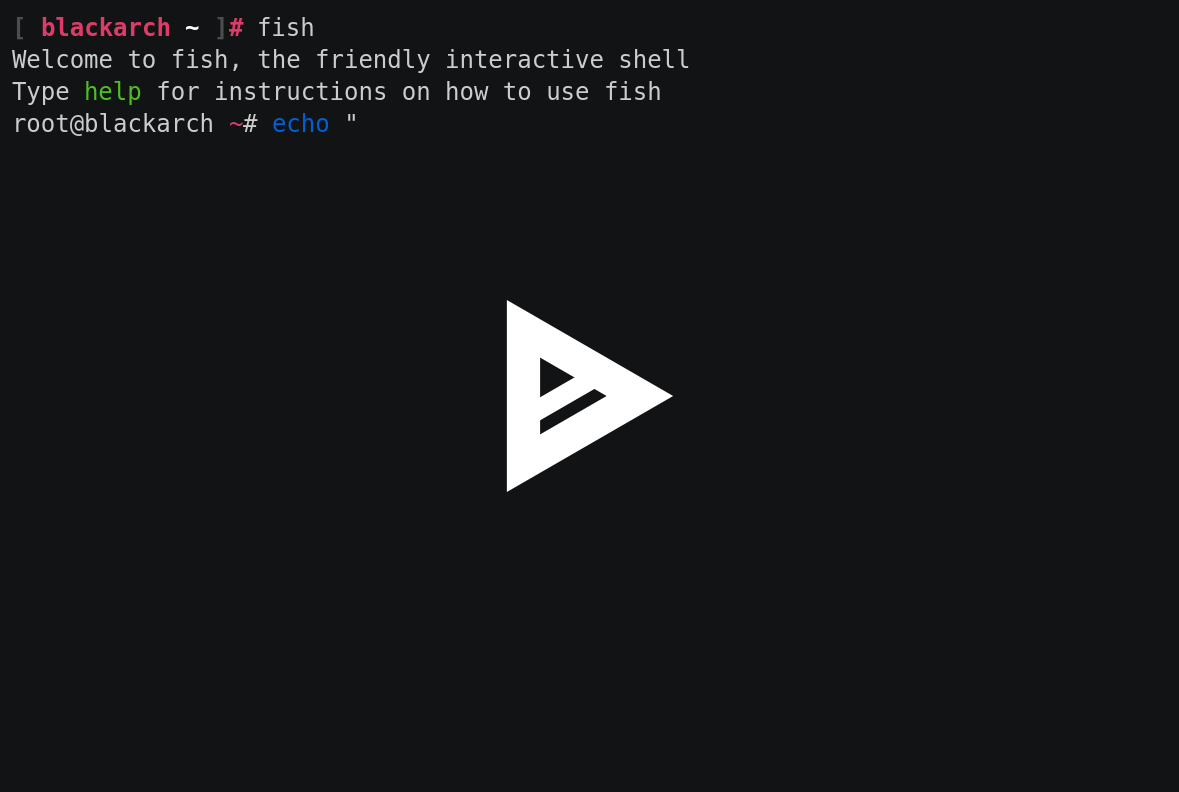 [ blackarch ~ ]# fish
Welcome to fish, the friendly interactive shell
Type help for instructions on how to use fish
root@blackarch ~# echo "